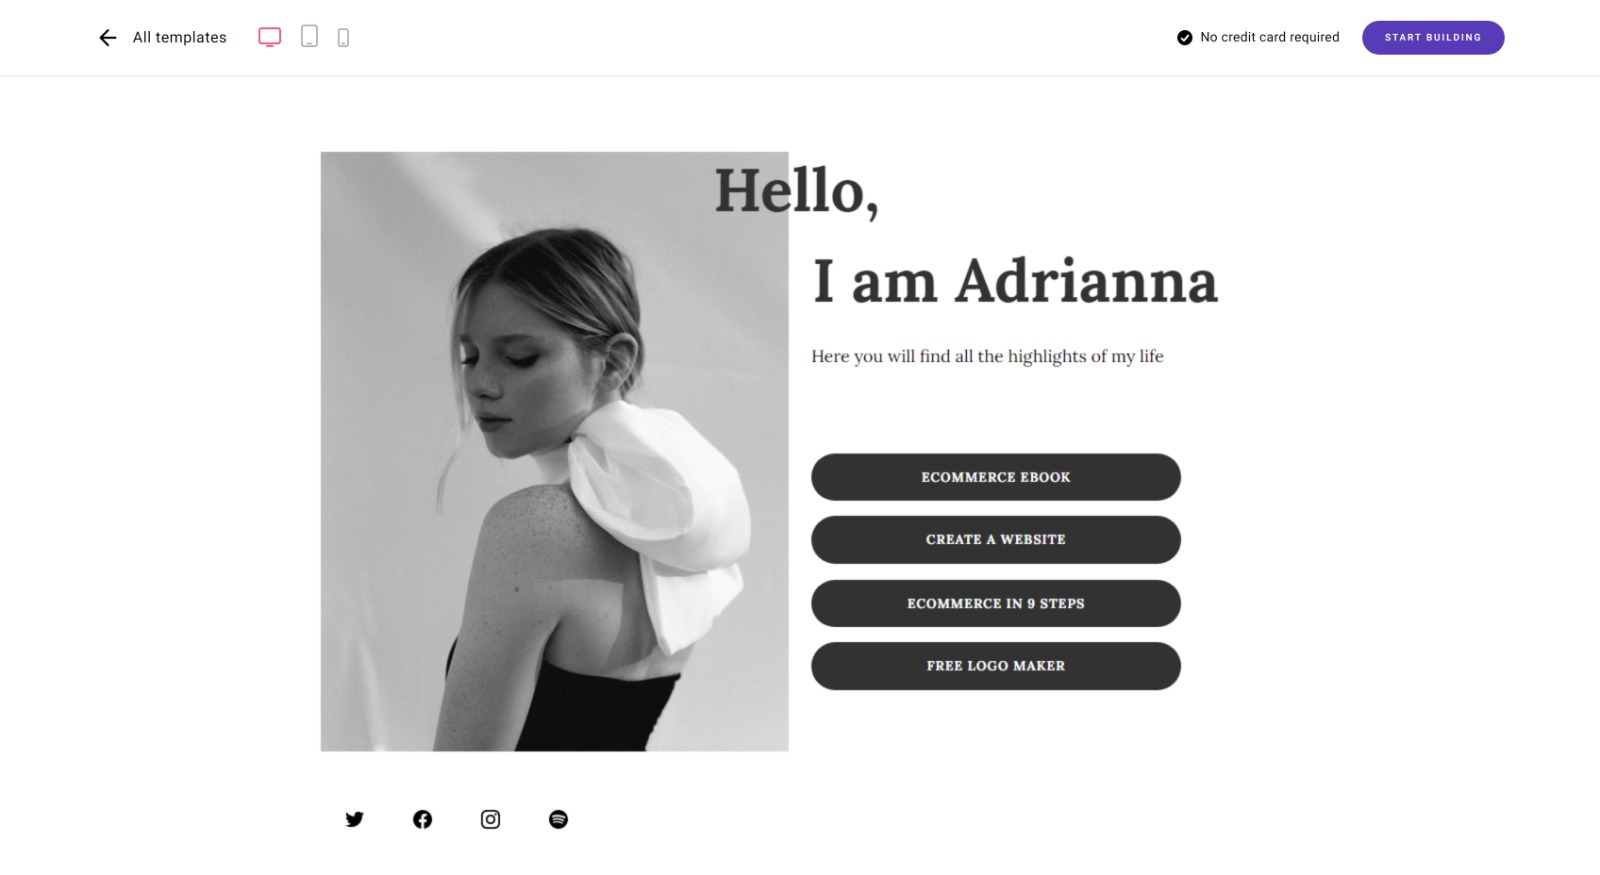 All templates
No credit card required
START BUILDING
Hello,
I am Adrianna
Here you will find all the highlights of my life
ECOMMERCE EBOOK
CREATE A WEBSITE
ECOMMERCE IN 9 STEPS
FREE LOGO MAKER